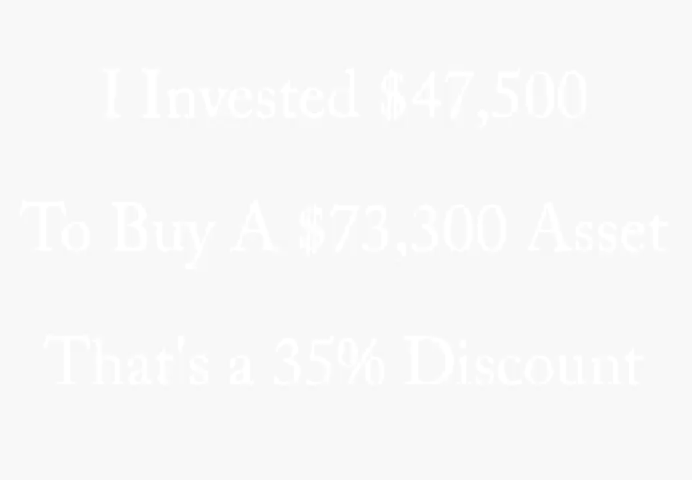 I Invested $47,500
To Buy A $73,300 Asset
That's a 35% Discount